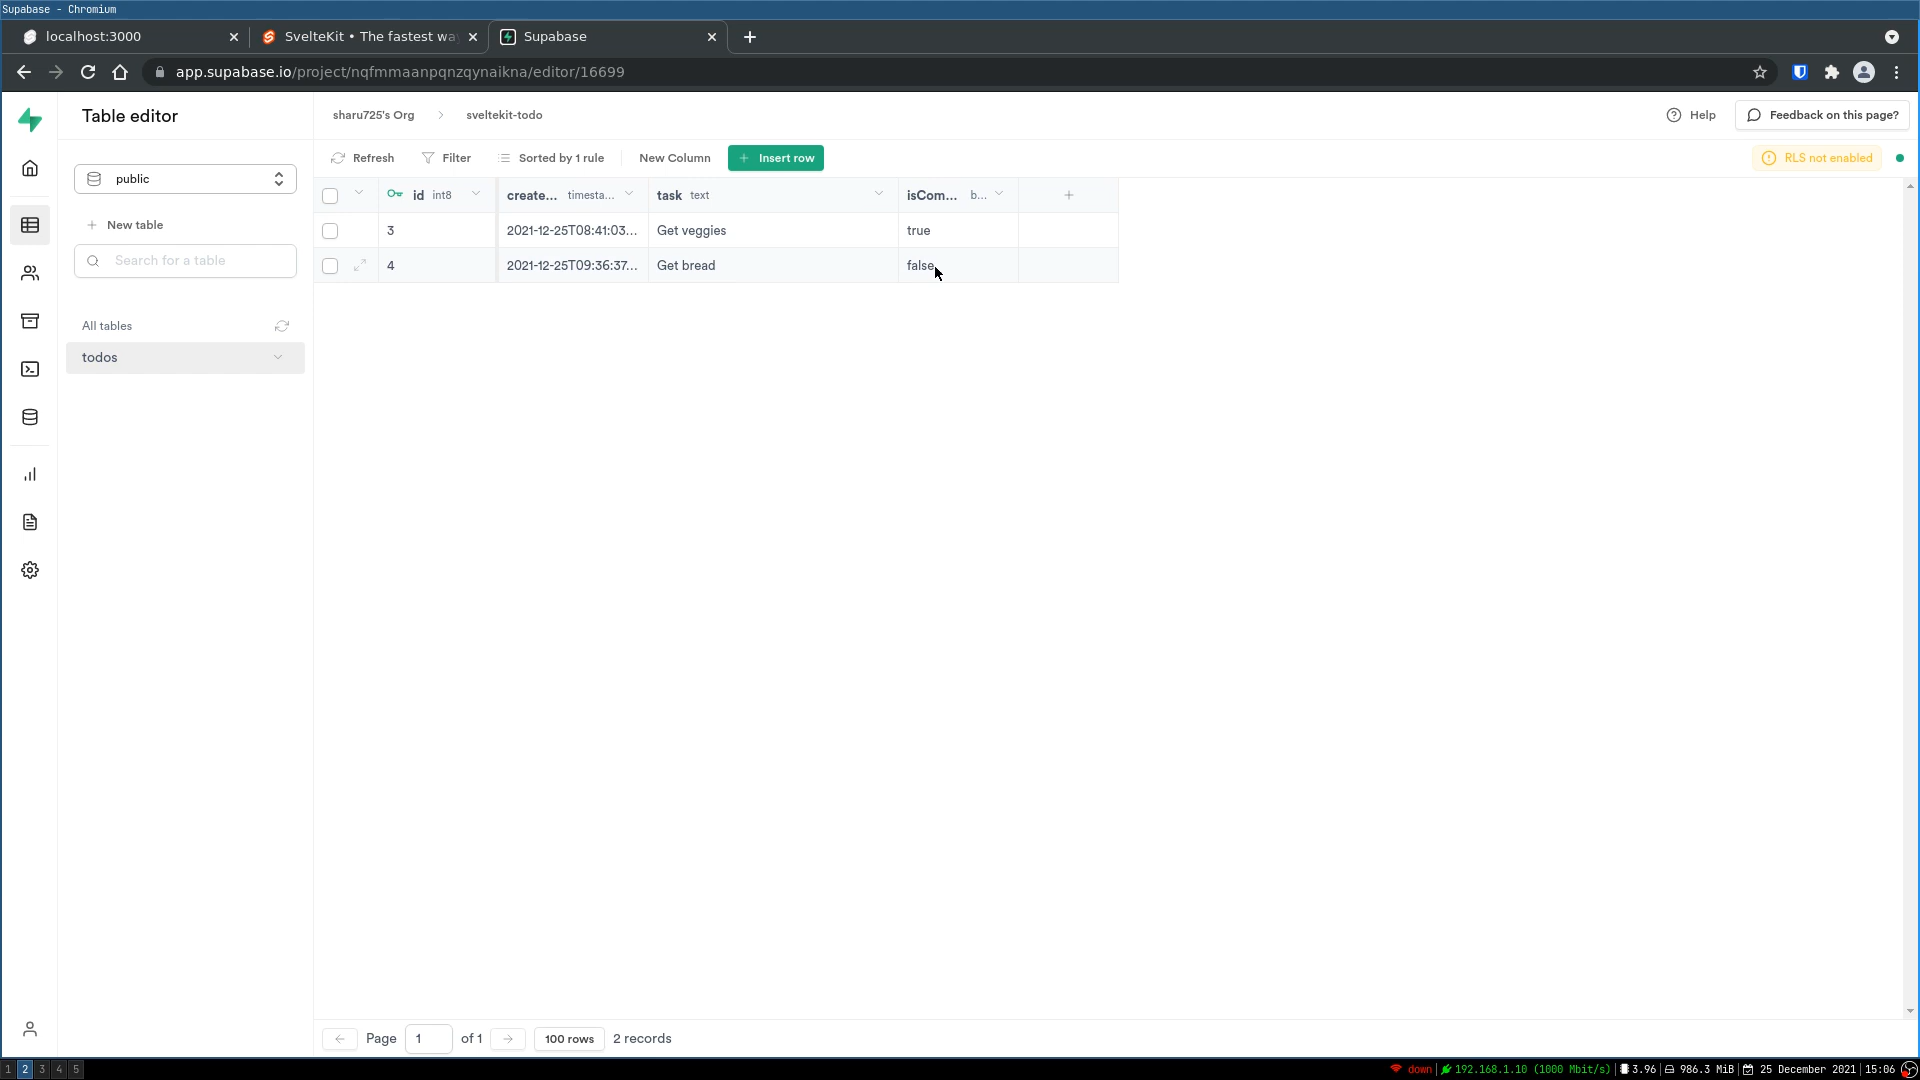 Supabase - Chromium
localhost:3000
SvelteKit • The fastest wa
Supabase
app.supabase.io/project/nqfmmaanpqnzqynaikna/editor/16699
Table editor
sharu725's Org
sveltekit-todo
Help
Feedback on this page?
Refresh
Filter
Sorted by 1 rule
New Column
Insert row
RLS not enabled
public
New table
Search for a table
All tables
todos
id int8 create... timesta... task text isCom... b...
3 2021-12-25T08:41:03... Get veggies true
4 2021-12-25T09:36:37... Get bread false
Page 1 of 1 100 rows 2 records
1 2 3 4 5
down 192.168.1.10 (1000 Mbit/s) 3.96 986.3 MiB 25 December 2021 15:06